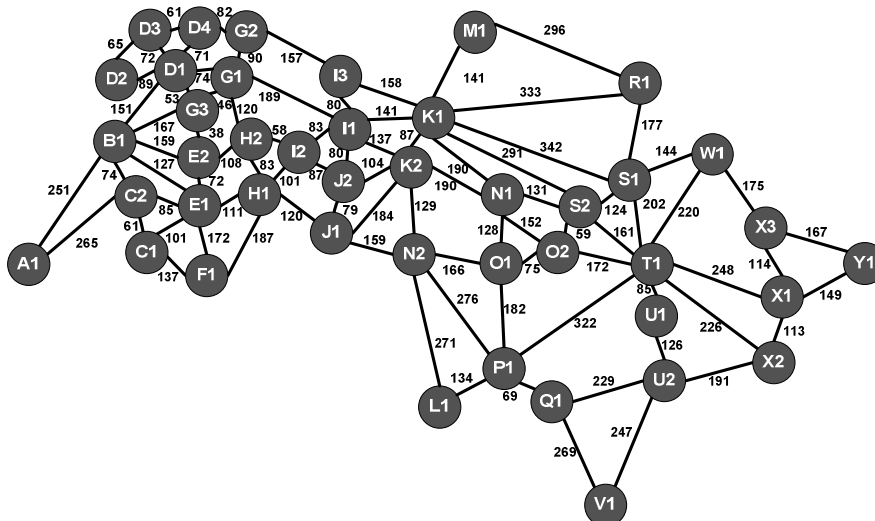 61
82
D3
D4
G2
M1
296
65
72
71
90
157
D1
74
G1
I3
R1
D2
89
158
141
333
53
46
189
80
151
G3
120
141
K1
177
167
38
58
83
I1
137
87
342
144
B1
159
H2
I2
80
291
W1
127
E2
108
83
104
K2
190
74
72
101
87
J2
190
131
S1
175
251
C2
85
H1
129
N1
S2
124
202
220
E1
111
79
184
265
61
120
152
161
X3
101
172
J1
128
59
167
C1
187
159
N2
O2
A1
137
F1
166
O1
75
172
T1
248
114
Y1
276
182
85
X1
149
322
U1
226
113
271
126
P1
X2
134
229
U2
191
L1
69
Q1
247
269
V1